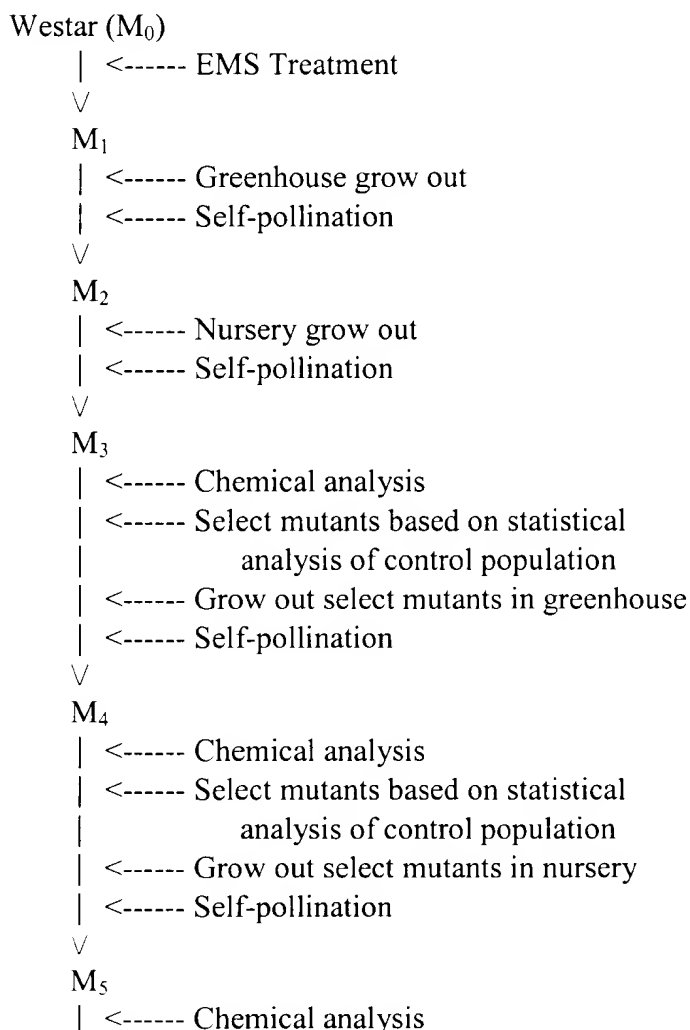 Westar (M₀)
| <------ EMS Treatment
V
M₁
| <------ Greenhouse grow out
| <------ Self-pollination
V
M₂
| <------ Nursery grow out
| <------ Self-pollination
V
M₃
| <------ Chemical analysis
| <------ Select mutants based on statistical
| analysis of control population
| <------ Grow out select mutants in greenhouse
| <------ Self-pollination
V
M₄
| <------ Chemical analysis
| <------ Select mutants based on statistical
| analysis of control population
| <------ Grow out select mutants in nursery
| <------ Self-pollination
V
M₅
| <------ Chemical analysis